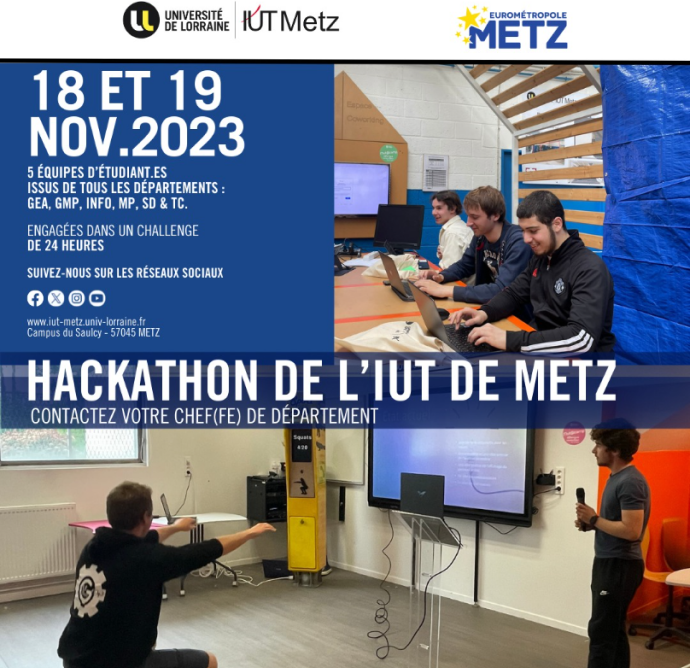 UNIVERSITÉ
DE LORRAINE
IUT Metz
EUROMÉTROPOLE
METZ
18 ET 19
NOV.2023
5 ÉQUIPES D'ÉTUDIANT.ES
ISSUS DE TOUS LES DÉPARTEMENTS :
GEA, GMP, INFO, MP, SD & TC.
ENGAGÉES DANS UN CHALLENGE
DE 24 HEURES
SUIVEZ-NOUS SUR LES RÉSEAUX SOCIAUX
www.iut-metz.univ-lorraine.fr
Campus du Saulcy - 57045 METZ
HACKATHON DE L'IUT DE METZ
CONTACTEZ VOTRE CHEF(FE) DE DÉPARTEMENT
Squats